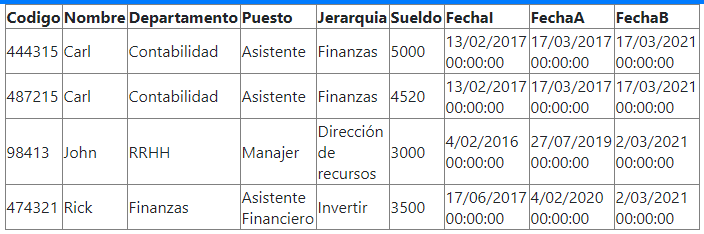 Codigo Nombre Departamento Puesto Jerarquia Sueldo FechaI FechaA FechaB
444315 Carl Contabilidad Asistente Finanzas 5000 13/02/2017 00:00:00 17/03/2017 00:00:00 17/03/2021 00:00:00
487215 Carl Contabilidad Asistente Finanzas 4520 13/02/2017 00:00:00 17/03/2017 00:00:00 17/03/2021 00:00:00
98413 John RRHH Manajer Dirección de recursos 3000 4/02/2016 00:00:00 27/07/2019 00:00:00 2/03/2021 00:00:00
474321 Rick Finanzas Asistente Financiero Invertir 3500 17/06/2017 00:00:00 4/02/2020 00:00:00 2/03/2021 00:00:00